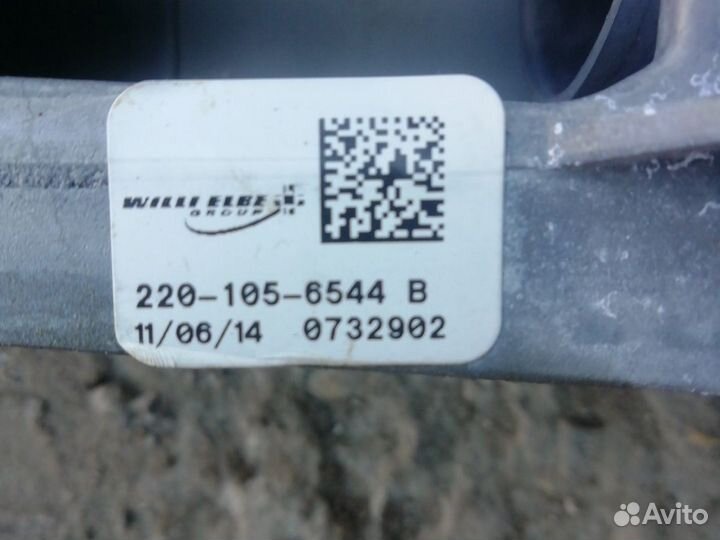 WILLI ELBE
GROUP
220-105-6544 B
11/06/14 0732902
Avito